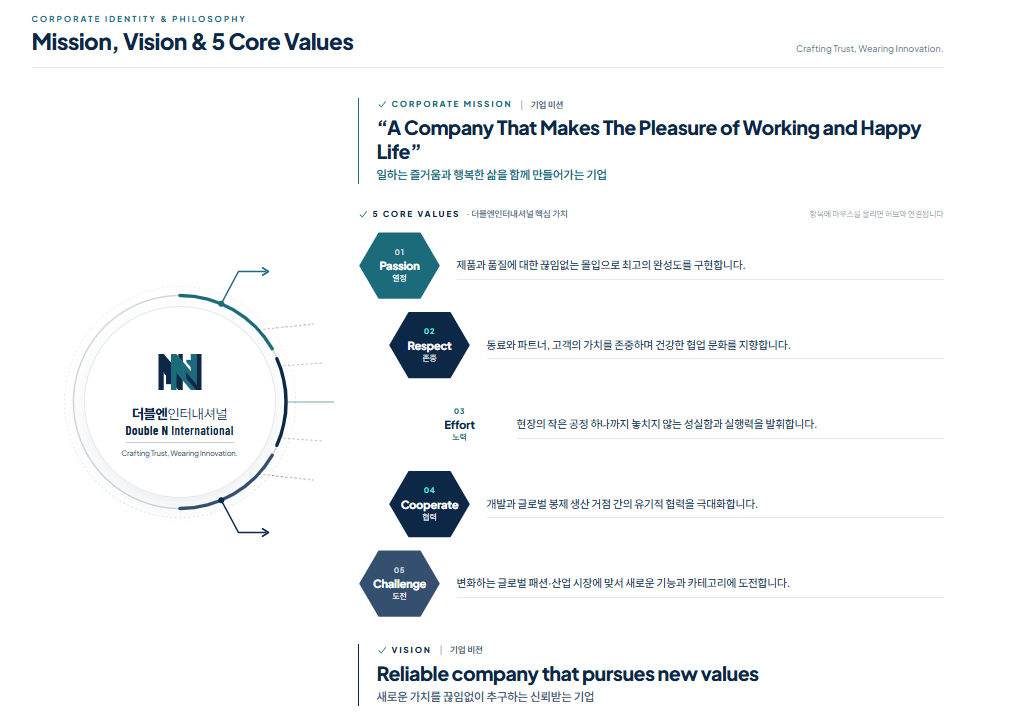 CORPORATE IDENTITY & PHILOSOPHY
Mission, Vision & 5 Core Values
Crafting Trust, Wearing Innovation.
CORPORATE MISSION | 기업 미션
“A Company That Makes The Pleasure of Working and Happy
Life”
일하는 즐거움과 행복한 삶을 함께 만들어가는 기업
5 CORE VALUES · 더블엔인터내셔널 핵심 가치
항목에 마우스를 올리면 허브와 연결됩니다
01
Passion
열정
제품과 품질에 대한 끊임없는 몰입으로 최고의 완성도를 구현합니다.
02
Respect
존중
동료와 파트너, 고객의 가치를 존중하며 건강한 협업 문화를 지향합니다.
03
Effort
노력
현장의 작은 공정 하나까지 놓치지 않는 성실함과 실행력을 발휘합니다.
04
Cooperate
협력
개발과 글로벌 봉제 생산 거점 간의 유기적 협력을 극대화합니다.
05
Challenge
도전
변화하는 글로벌 패션·산업 시장에 맞서 새로운 기능과 카테고리에 도전합니다.
더블엔인터내셔널
Double N International
Crafting Trust, Wearing Innovation.
VISION | 기업 비전
Reliable company that pursues new values
새로운 가치를 끊임없이 추구하는 신뢰받는 기업